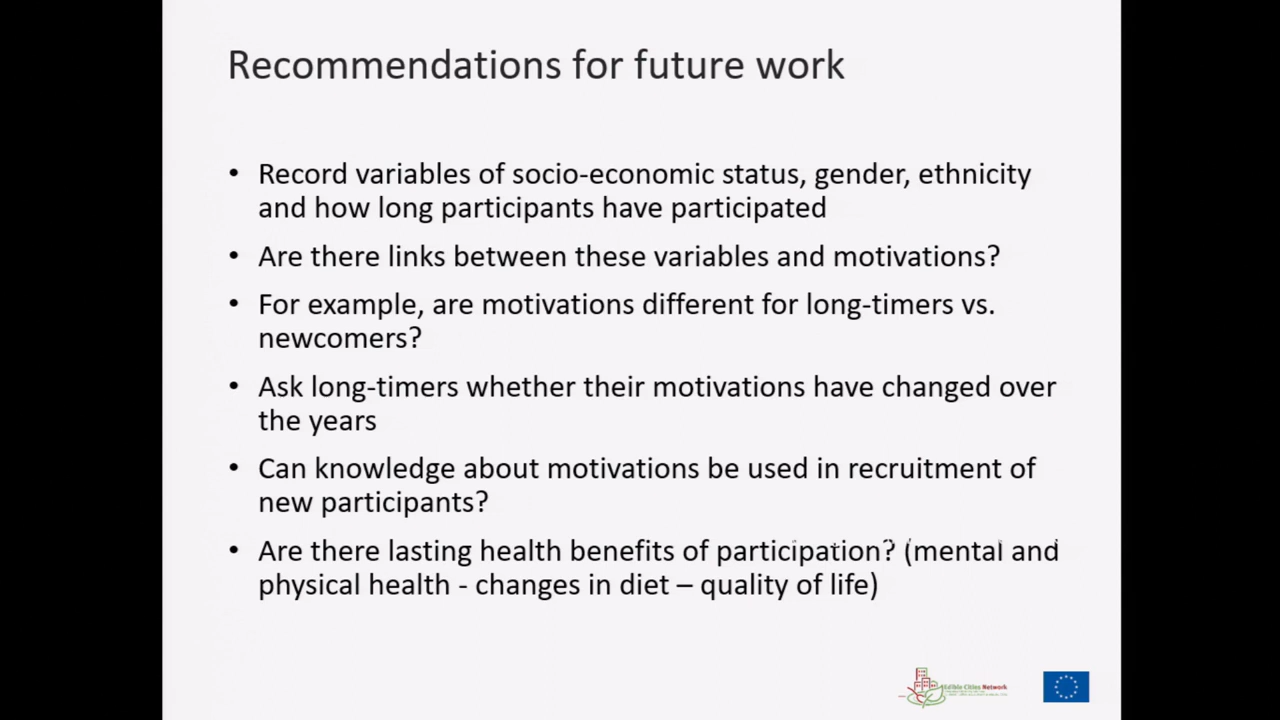 Recommendations for future work
• Record variables of socio-economic status, gender, ethnicity
and how long participants have participated
• Are there links between these variables and motivations?
• For example, are motivations different for long-timers vs.
newcomers?
• Ask long-timers whether their motivations have changed over
the years
• Can knowledge about motivations be used in recruitment of
new participants?
• Are there lasting health benefits of participation? (mental and
physical health - changes in diet – quality of life)
Edible Cities Network